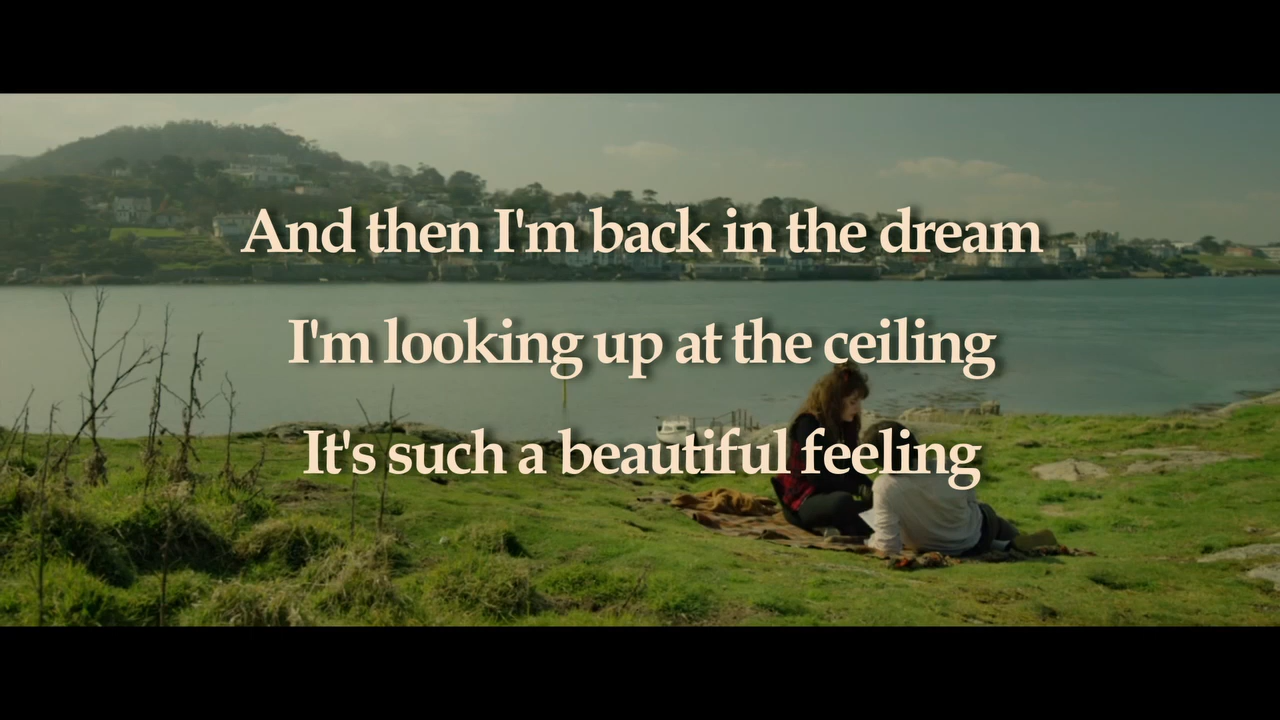 And then I'm back in the dream
I'm looking up at the ceiling
It's such a beautiful feeling